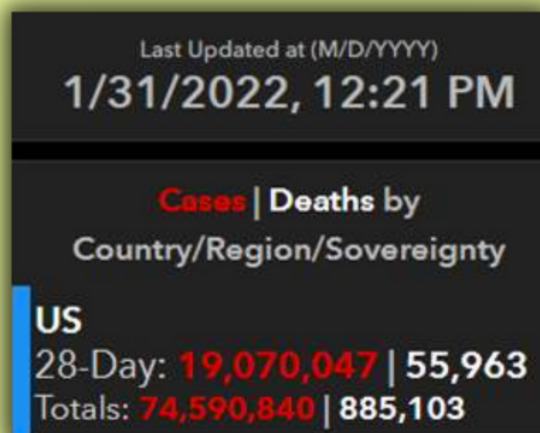 Last Updated at (M/D/YYYY)
1/31/2022, 12:21 PM
Cases | Deaths by
Country/Region/Sovereignty
US
28-Day: 19,070,047 | 55,963
Totals: 74,590,840 | 885,103